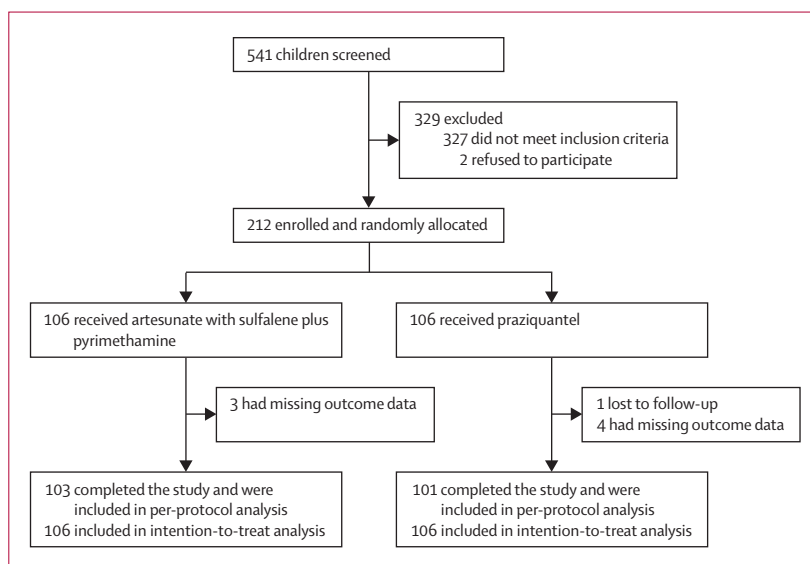 541 children screened
329 excluded
327 did not meet inclusion criteria
2 refused to participate
212 enrolled and randomly allocated
106 received artesunate with sulfalene plus
pyrimethamine
106 received praziquantel
3 had missing outcome data
1 lost to follow-up
4 had missing outcome data
103 completed the study and were
included in per-protocol analysis
106 included in intention-to-treat analysis
101 completed the study and were
included in per-protocol analysis
106 included in intention-to-treat analysis